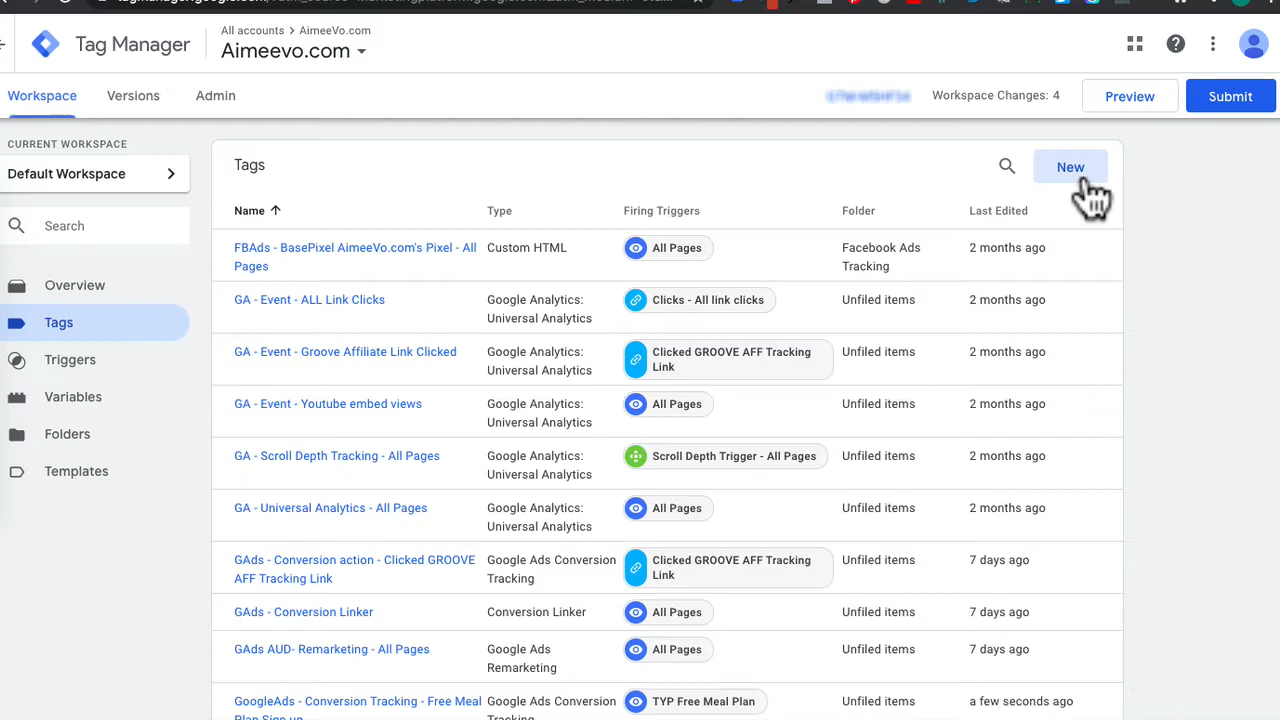 All accounts > AimeeVo.com
Tag Manager
Aimeevo.com
Workspace Versions Admin
Workspace Changes: 4 Preview Submit
CURRENT WORKSPACE
Default Workspace
Search
Overview
Tags
Triggers
Variables
Folders
Templates
Tags
New
Name Type Firing Triggers Folder Last Edited
FBAds - BasePixel AimeeVo.com's Pixel - All Custom HTML All Pages Facebook Ads 2 months ago
Pages Tracking
GA - Event - ALL Link Clicks Google Analytics: Clicks - All link clicks Unfiled items 2 months ago
Universal Analytics
GA - Event - Groove Affiliate Link Clicked Google Analytics: Clicked GROOVE AFF Tracking Unfiled items 2 months ago
Universal Analytics Link
GA - Event - Youtube embed views Google Analytics: All Pages Unfiled items 2 months ago
Universal Analytics
GA - Scroll Depth Tracking - All Pages Google Analytics: Scroll Depth Trigger - All Pages Unfiled items 2 months ago
Universal Analytics
GA - Universal Analytics - All Pages Google Analytics: All Pages Unfiled items 2 months ago
Universal Analytics
GAds - Conversion action - Clicked GROOVE Google Ads Conversion Clicked GROOVE AFF Tracking Unfiled items 7 days ago
AFF Tracking Link Tracking Link
GAds - Conversion Linker Conversion Linker All Pages Unfiled items 7 days ago
GAds AUD- Remarketing - All Pages Google Ads All Pages Unfiled items 7 days ago
Remarketing
GoogleAds - Conversion Tracking - Free Meal Google Ads Conversion TYP Free Meal Plan Unfiled items a few seconds ago
Plan Sign up Tracking